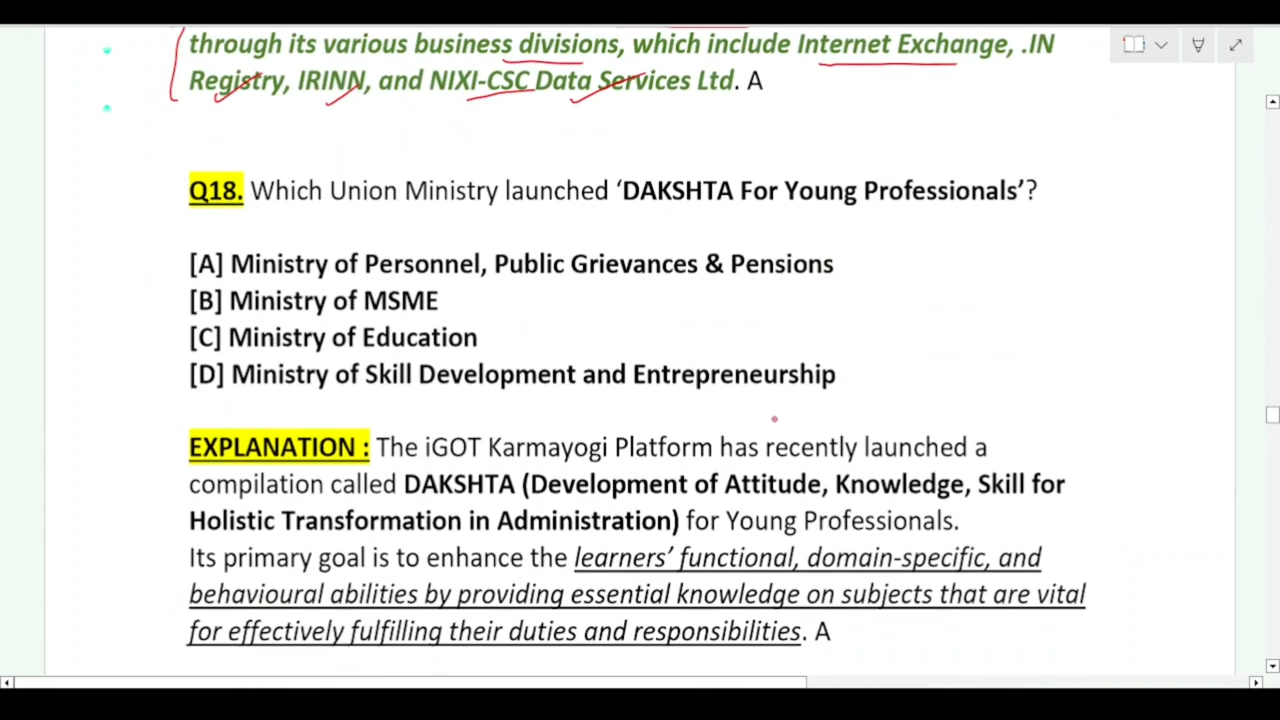 through its various business divisions, which include Internet Exchange, .IN
Registry, IRINN, and NIXI-CSC Data Services Ltd. A
Q18. Which Union Ministry launched ‘DAKSHTA For Young Professionals’?
[A] Ministry of Personnel, Public Grievances & Pensions
[B] Ministry of MSME
[C] Ministry of Education
[D] Ministry of Skill Development and Entrepreneurship
EXPLANATION : The iGOT Karmayogi Platform has recently launched a
compilation called DAKSHTA (Development of Attitude, Knowledge, Skill for
Holistic Transformation in Administration) for Young Professionals.
Its primary goal is to enhance the learners’ functional, domain-specific, and
behavioural abilities by providing essential knowledge on subjects that are vital
for effectively fulfilling their duties and responsibilities. A